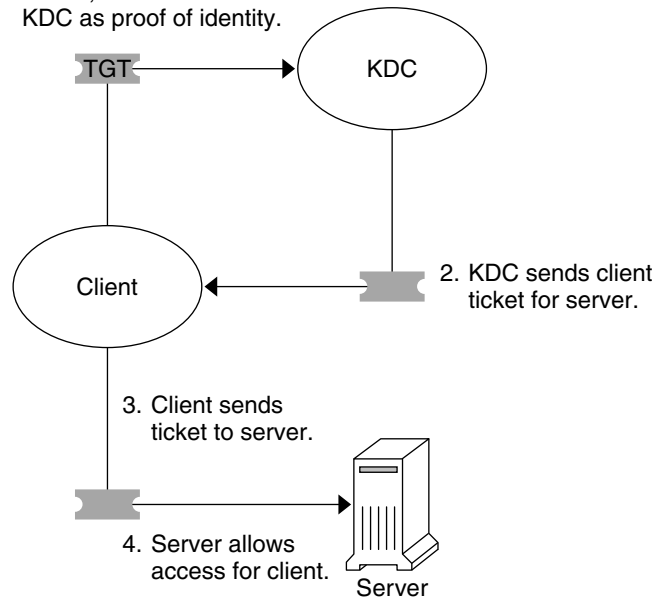 KDC as proof of identity.
TGT
KDC
2. KDC sends client
ticket for server.
Client
3. Client sends
ticket to server.
4. Server allows
access for client.
Server